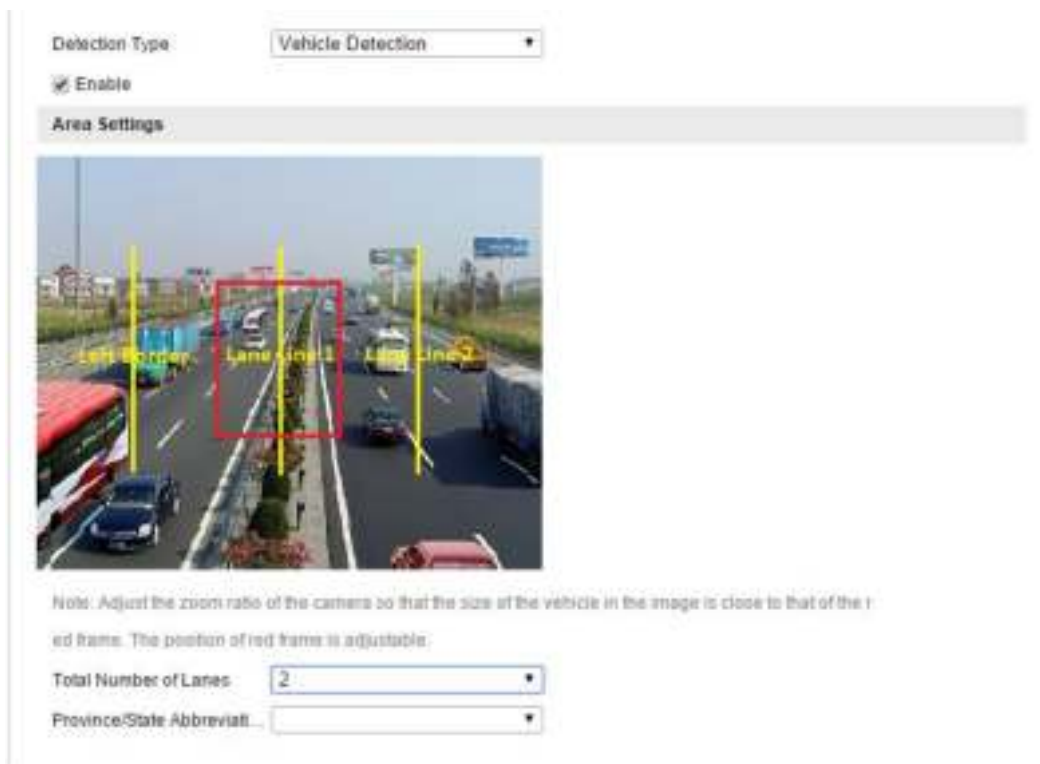 Detection Type
Vehicle Detection
Enable
Area Settings
Left Border
Lane Line 1
Lane Line 2
Note: Adjust the zoom ratio of the camera so that the size of the vehicle in the image is close to that of the r
ed frame. The position of red frame is adjustable.
Total Number of Lanes
2
Province/State Abbreviati...